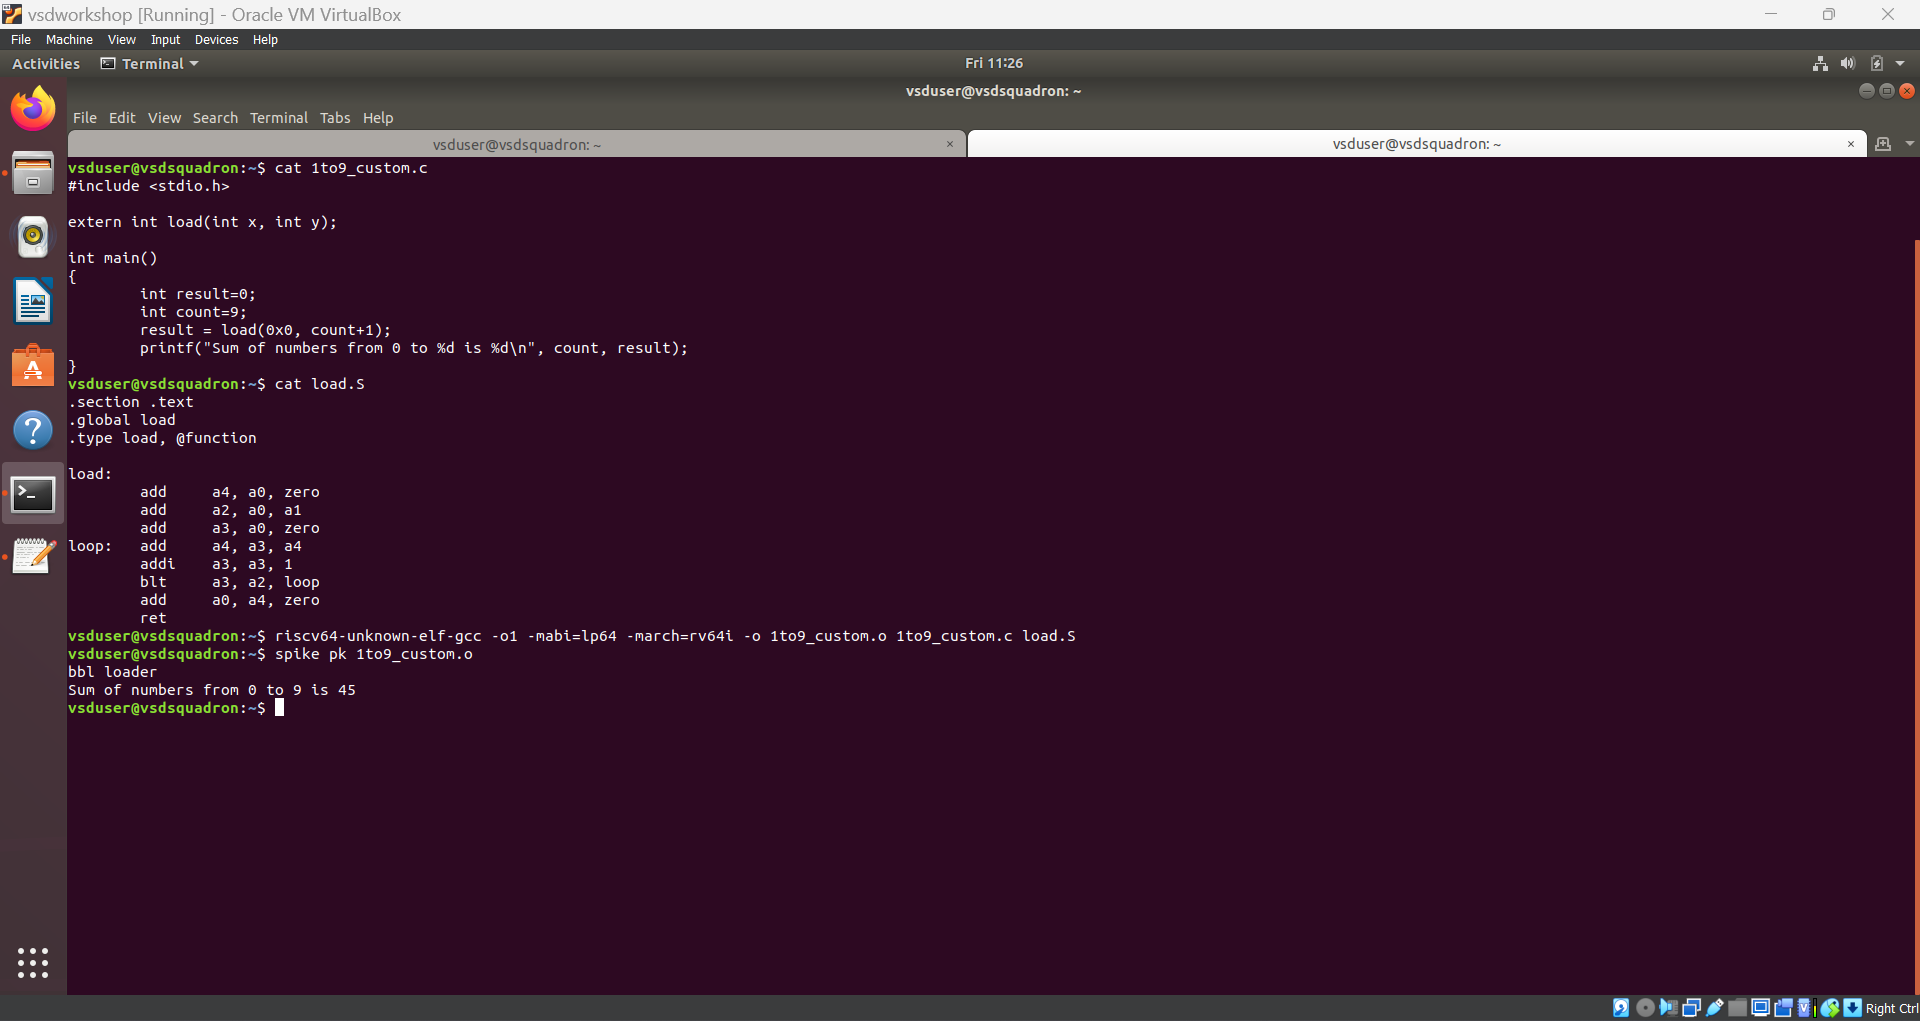 vsdworkshop [Running] - Oracle VM VirtualBox
File Machine View Input Devices Help
Activities Terminal Fri 11:26
vsduser@vsdsquadron: ~
File Edit View Search Terminal Tabs Help
vsduser@vsdsquadron: ~ × vsduser@vsdsquadron: ~ ×
vsduser@vsdsquadron:~$ cat 1to9_custom.c
#include <stdio.h>
extern int load(int x, int y);
int main()
{
        int result=0;
        int count=9;
        result = load(0x0, count+1);
        printf("Sum of numbers from 0 to %d is %d\n", count, result);
}
vsduser@vsdsquadron:~$ cat load.S
.section .text
.global load
.type load, @function
load:
        add     a4, a0, zero
        add     a2, a0, a1
        add     a3, a0, zero
loop:   add     a4, a3, a4
        addi    a3, a3, 1
        blt     a3, a2, loop
        add     a0, a4, zero
        ret
vsduser@vsdsquadron:~$ riscv64-unknown-elf-gcc -o1 -mabi=lp64 -march=rv64i -o 1to9_custom.o 1to9_custom.c load.S
vsduser@vsdsquadron:~$ spike pk 1to9_custom.o
bbl loader
Sum of numbers from 0 to 9 is 45
vsduser@vsdsquadron:~$
Right Ctrl